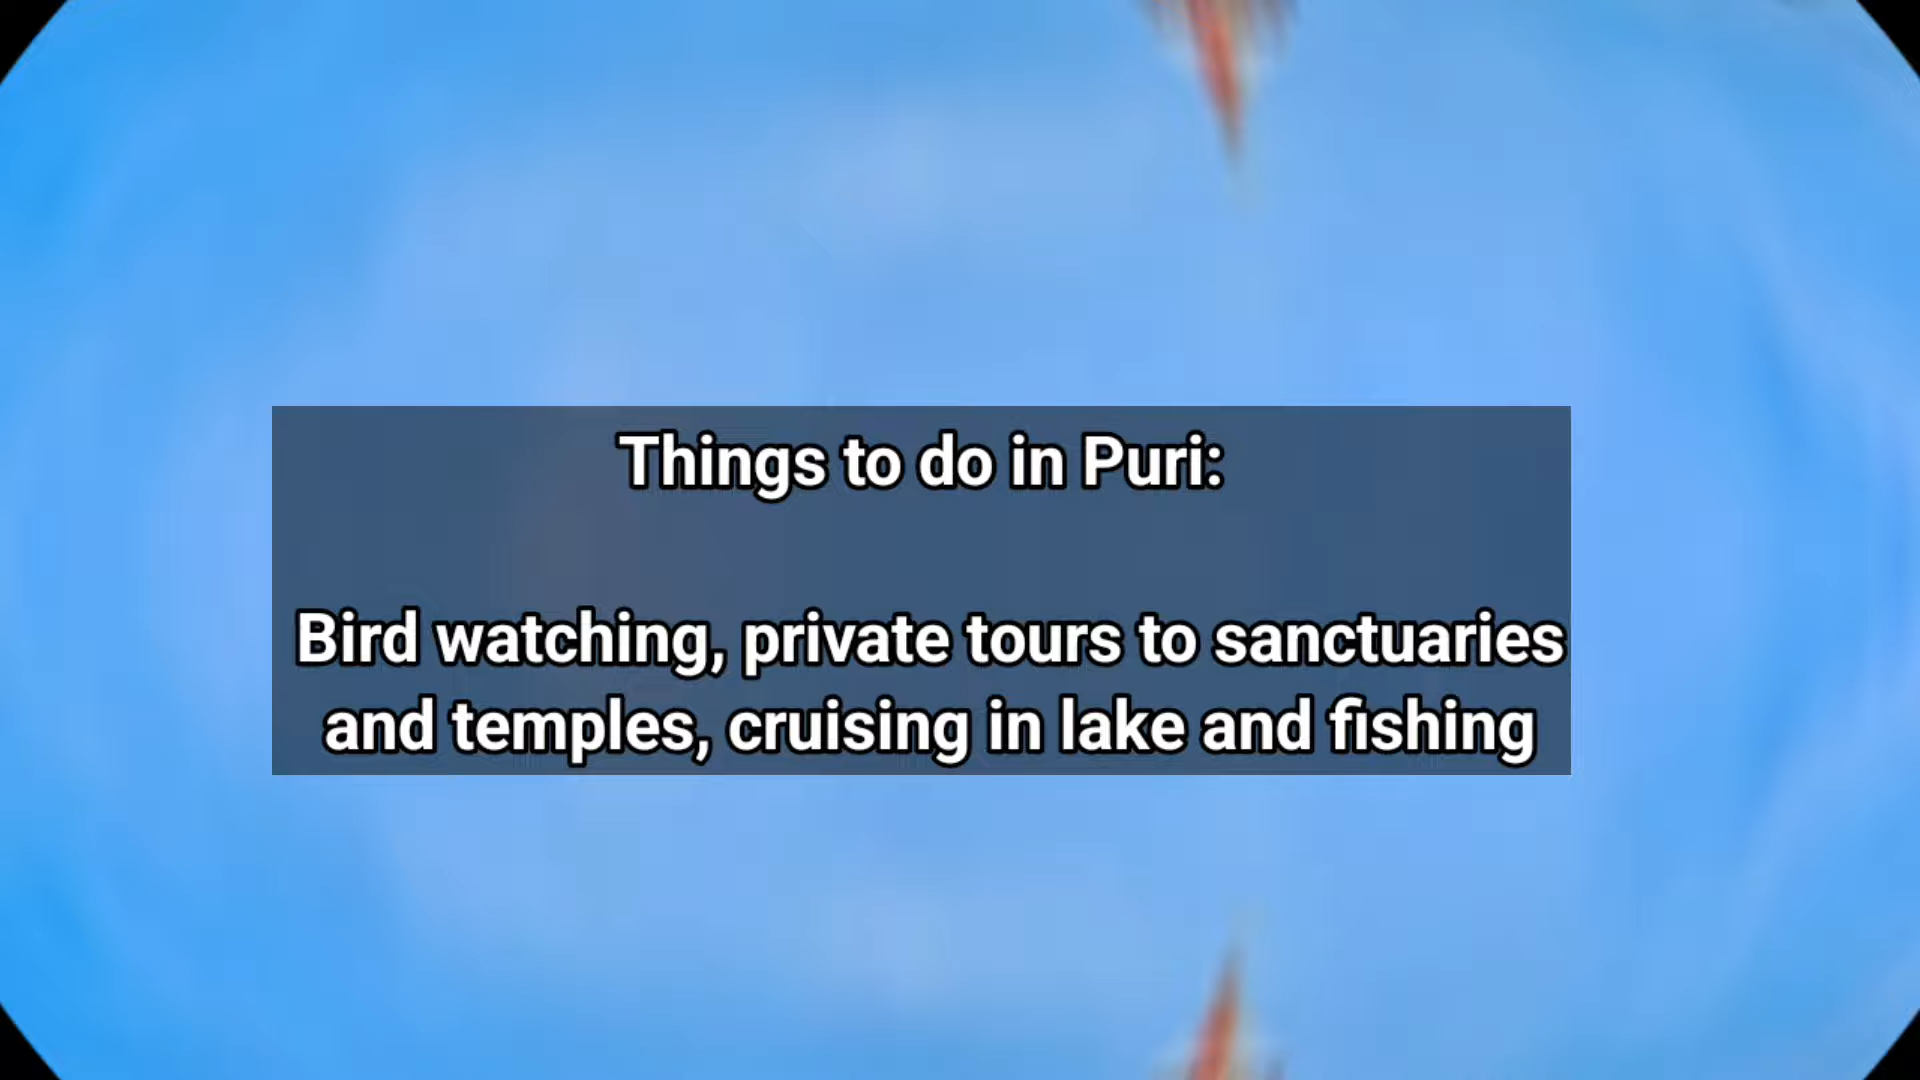 Things to do in Puri:
Bird watching, private tours to sanctuaries
and temples, cruising in lake and fishing